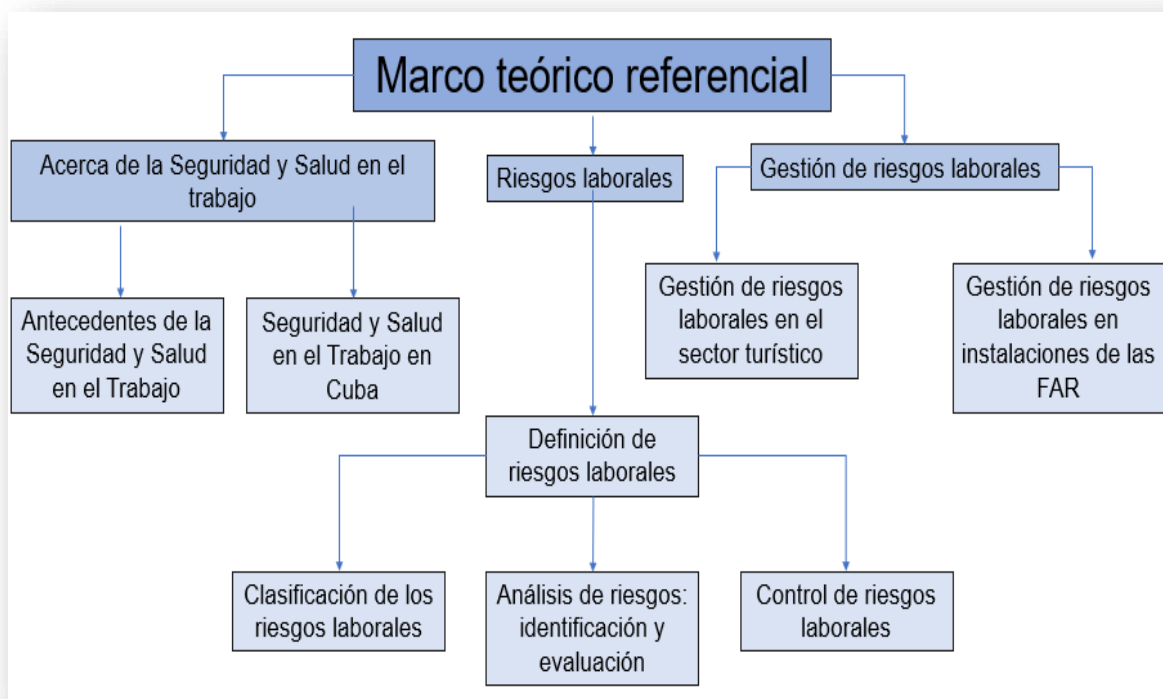 Marco teórico referencial
Acerca de la Seguridad y Salud en el
trabajo
Riesgos laborales
Gestión de riesgos laborales
Antecedentes de la
Seguridad y Salud
en el Trabajo
Seguridad y Salud
en el Trabajo en
Cuba
Gestión de riesgos
laborales en el
sector turístico
Gestión de riesgos
laborales en
instalaciones de las
FAR
Definición de
riesgos laborales
Clasificación de los
riesgos laborales
Análisis de riesgos:
identificación y
evaluación
Control de riesgos
laborales